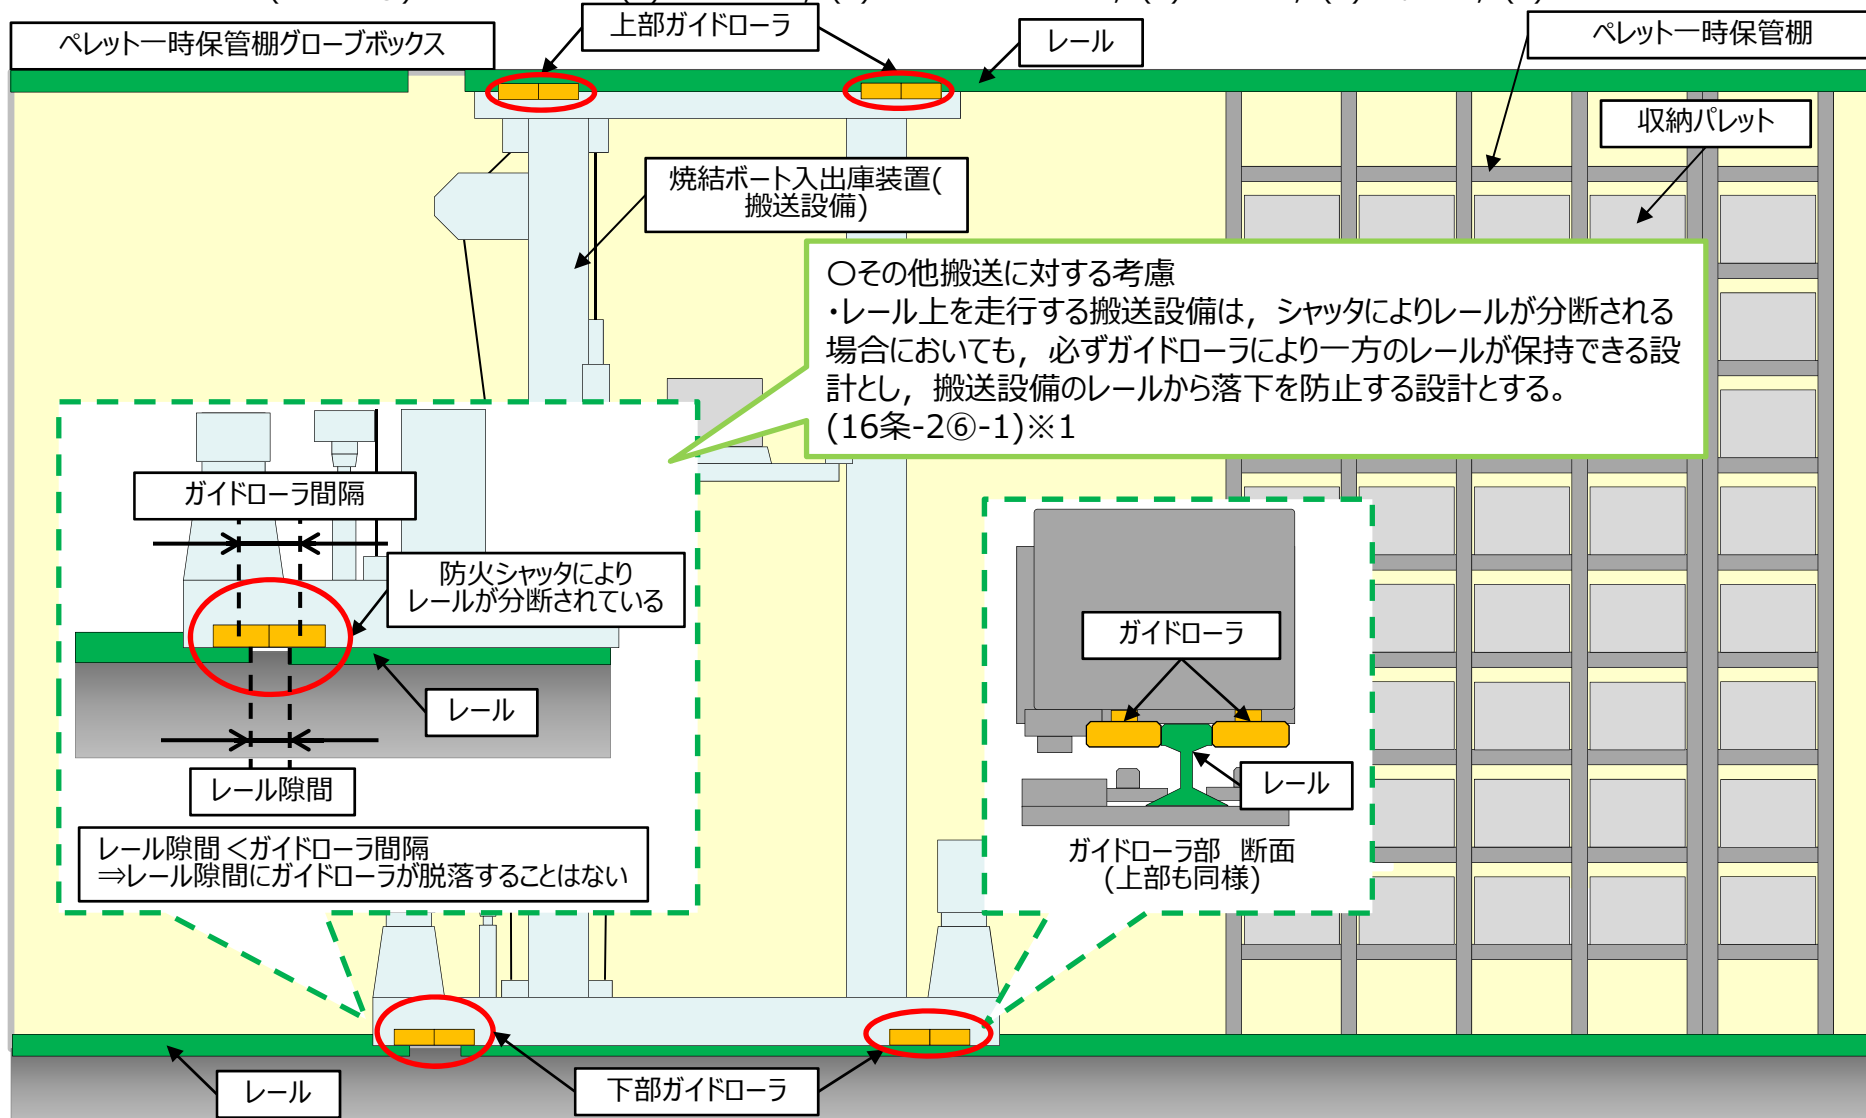 ペレット一時保管棚グローブボックス
上部ガイドローラ
レール
ペレット一時保管棚
収納パレット
焼結ボート入出庫装置(
搬送設備)
〇その他搬送に対する考慮
・レール上を走行する搬送設備は，シャッタによりレールが分断される
場合においても，必ずガイドローラにより一方のレールが保持できる設
計とし，搬送設備のレールから落下を防止する設計とする。
(16条-2⑥-1)※1
ガイドローラ間隔
防火シャッタにより
レールが分断されている
レール
レール隙間
レール隙間＜ガイドローラ間隔
⇒レール隙間にガイドローラが脱落することはない
ガイドローラ
レール
ガイドローラ部 断面
(上部も同様)
レール
下部ガイドローラ